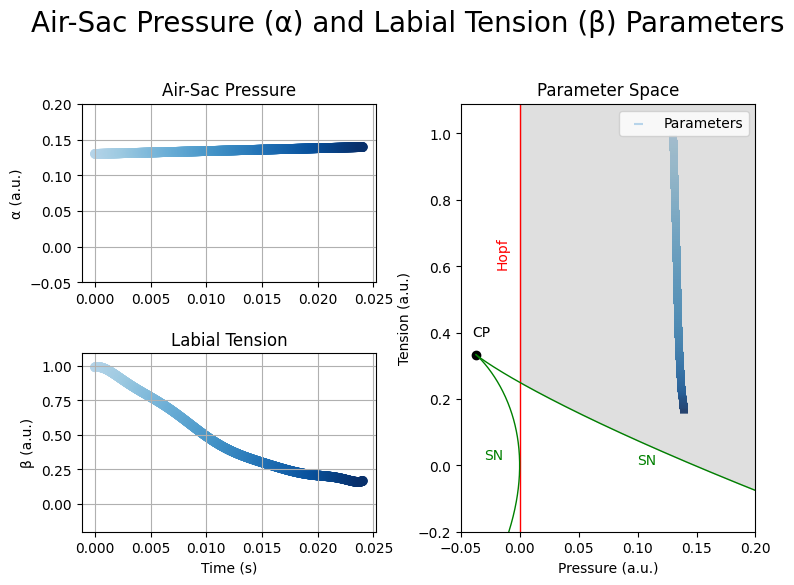 Air-Sac Pressure (α) and Labial Tension (β) Parameters
Air-Sac Pressure
α (a.u.)
0.20
0.15
0.10
0.05
0.00
−0.05
0.000 0.005 0.010 0.015 0.020 0.025
Labial Tension
β (a.u.)
1.00
0.75
0.50
0.25
0.00
0.000 0.005 0.010 0.015 0.020 0.025
Time (s)
Parameter Space
Parameters
Tension (a.u.)
1.0
0.8
0.6
0.4
0.2
0.0
−0.2
Hopf
CP
SN
SN
−0.05 0.00 0.05 0.10 0.15 0.20
Pressure (a.u.)